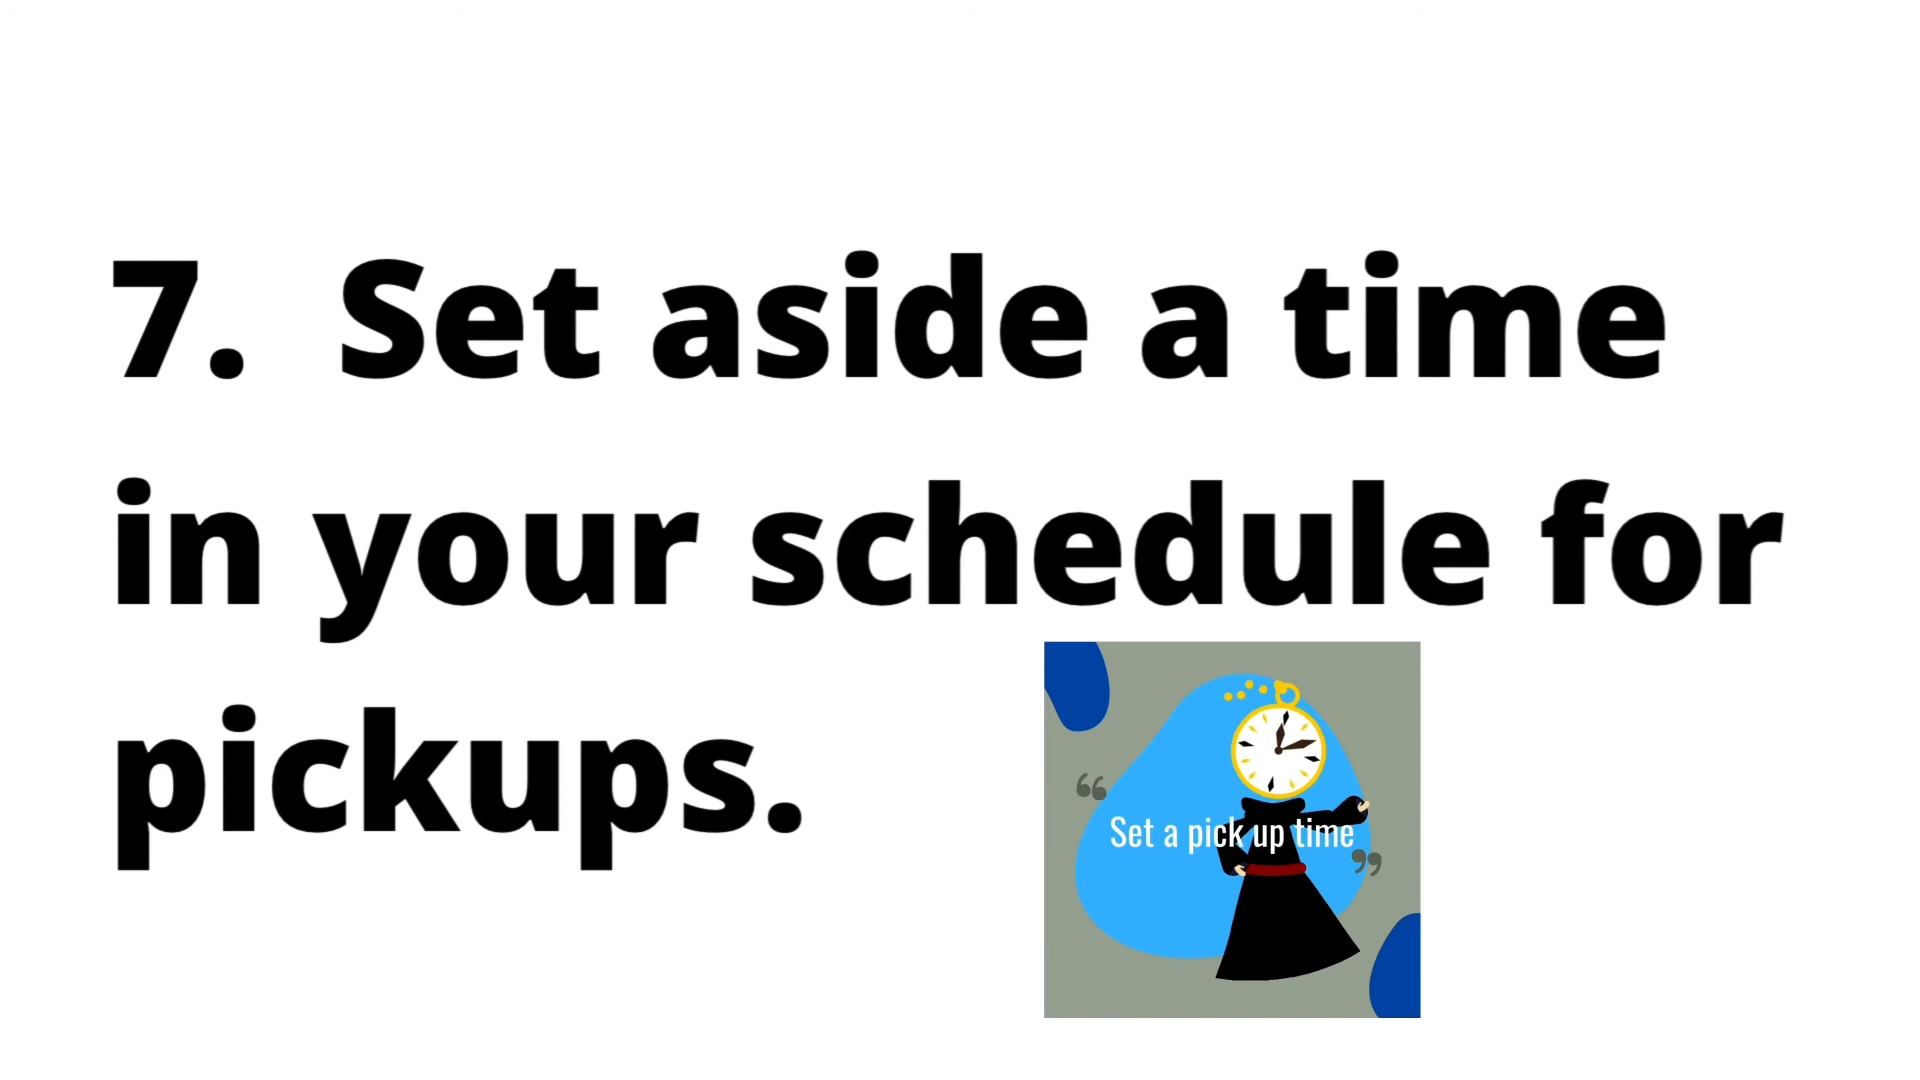 7. Set aside a time
in your schedule for
pickups.
“
Set a pick up time
”